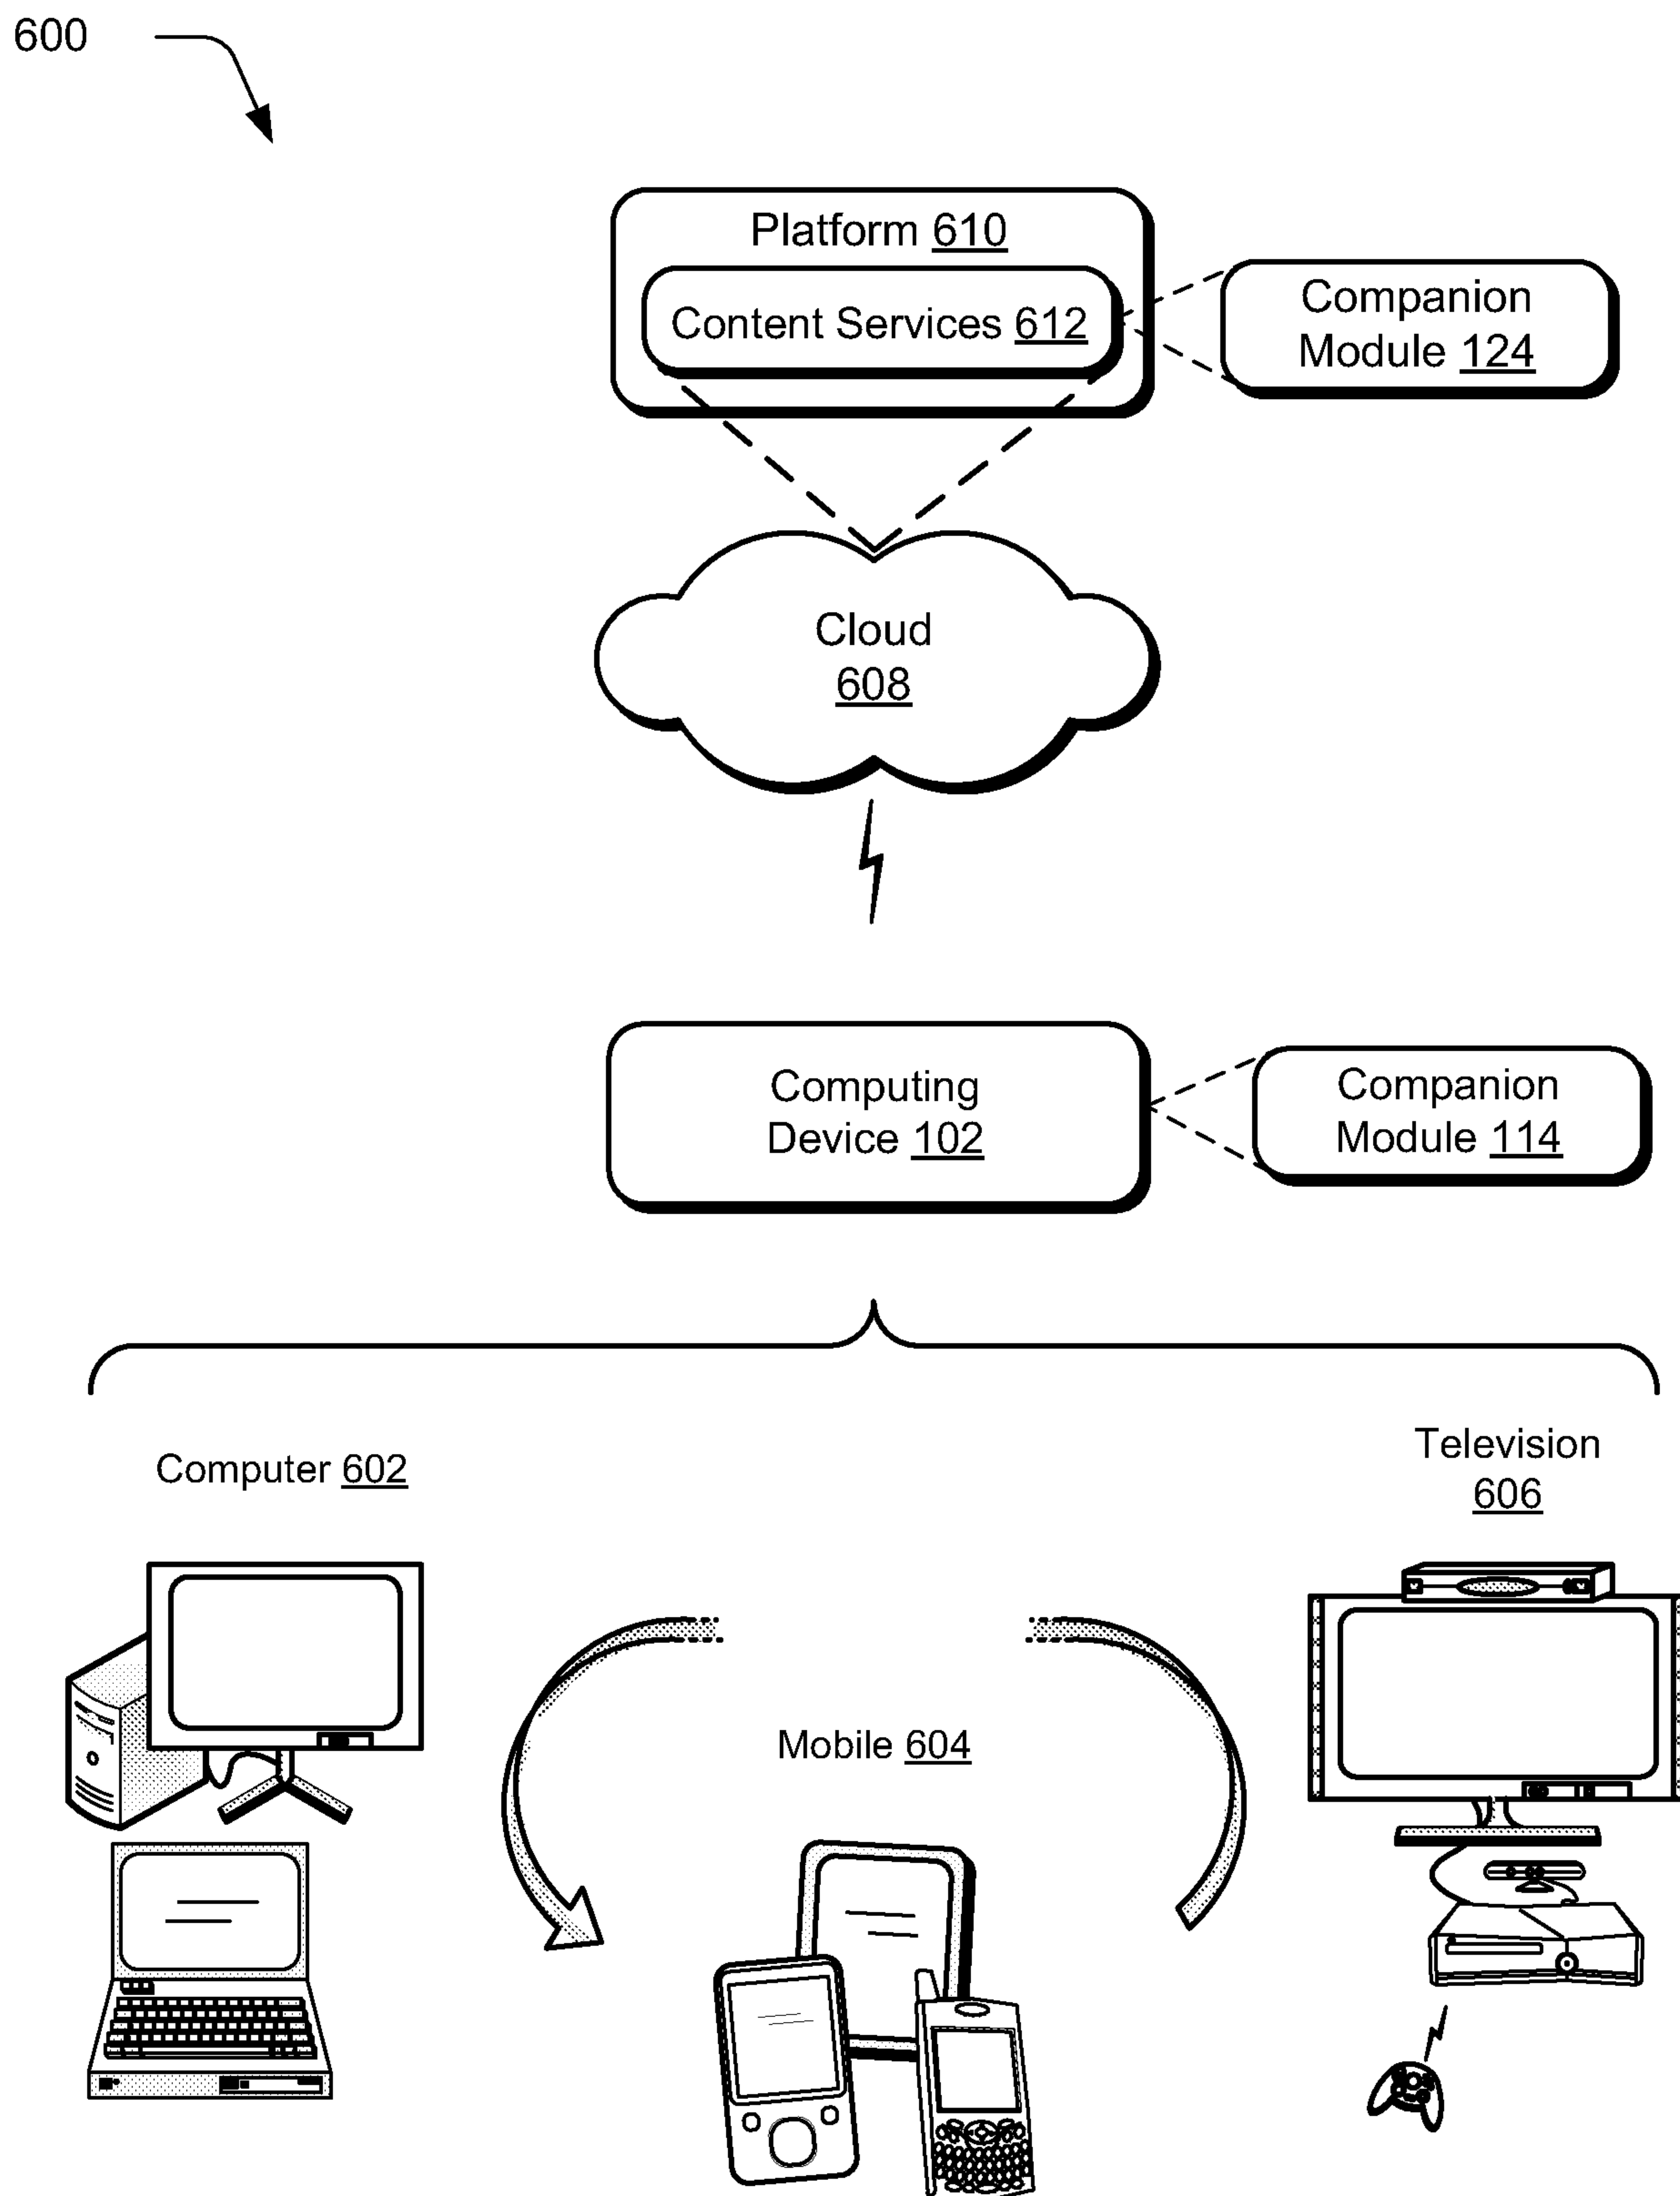 600
Platform 610
Content Services 612
Companion
Module 124
Cloud
608
Computing
Device 102
Companion
Module 114
Computer 602
Television
606
Mobile 604